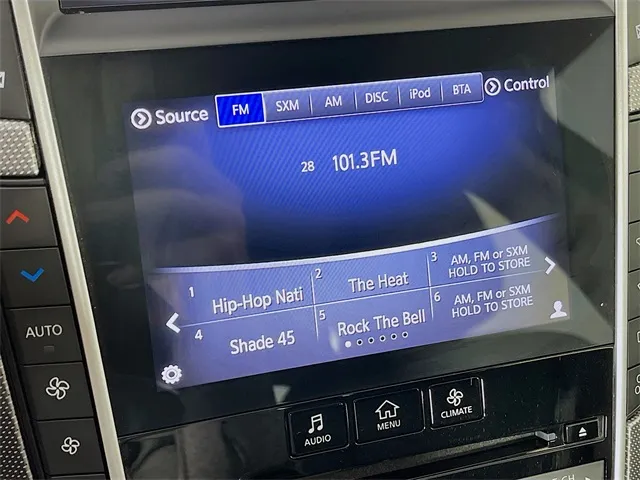 Source FM SXM AM DISC iPod BTA Control
28 101.3FM
1 Hip-Hop Nati 2 The Heat 3 AM, FM or SXM
HOLD TO STORE
4 Shade 45 5 Rock The Bell 6 AM, FM or SXM
HOLD TO STORE
AUTO
AUDIO MENU CLIMATE